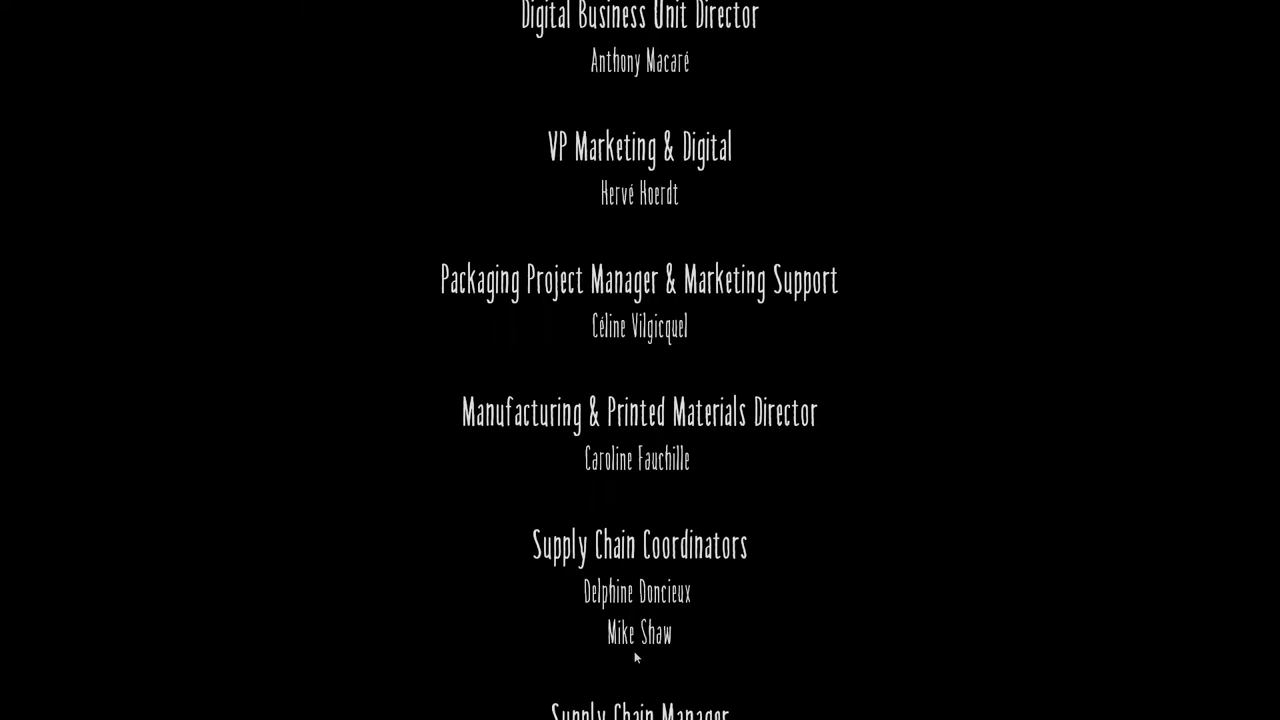 Digital Business Unit Director
Anthony Macaré
VP Marketing & Digital
Hervé Hoerdt
Packaging Project Manager & Marketing Support
Céline Vilgicquel
Manufacturing & Printed Materials Director
Caroline Fauchille
Supply Chain Coordinators
Delphine Doncieux
Mike Shaw
Supply Chain Manager